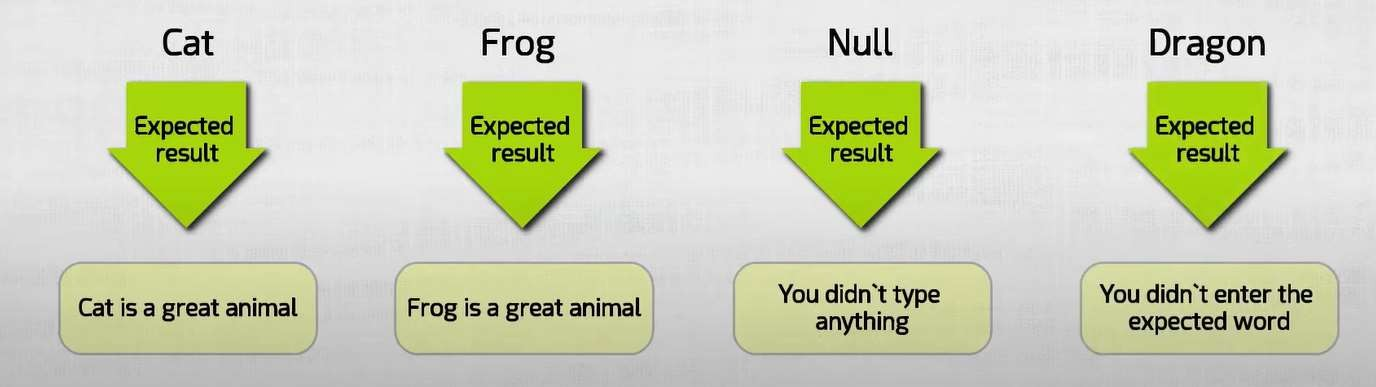 Cat
Frog
Null
Dragon
Expected
result
Expected
result
Expected
result
Expected
result
Cat is a great animal
Frog is a great animal
You didn`t type
anything
You didn`t enter the
expected word